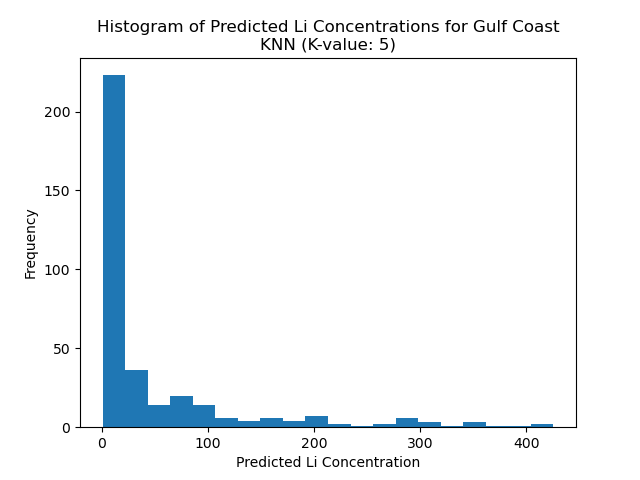 Histogram of Predicted Li Concentrations for Gulf Coast
KNN (K-value: 5)
Frequency
200
150
100
50
0
0 100 200 300 400
Predicted Li Concentration